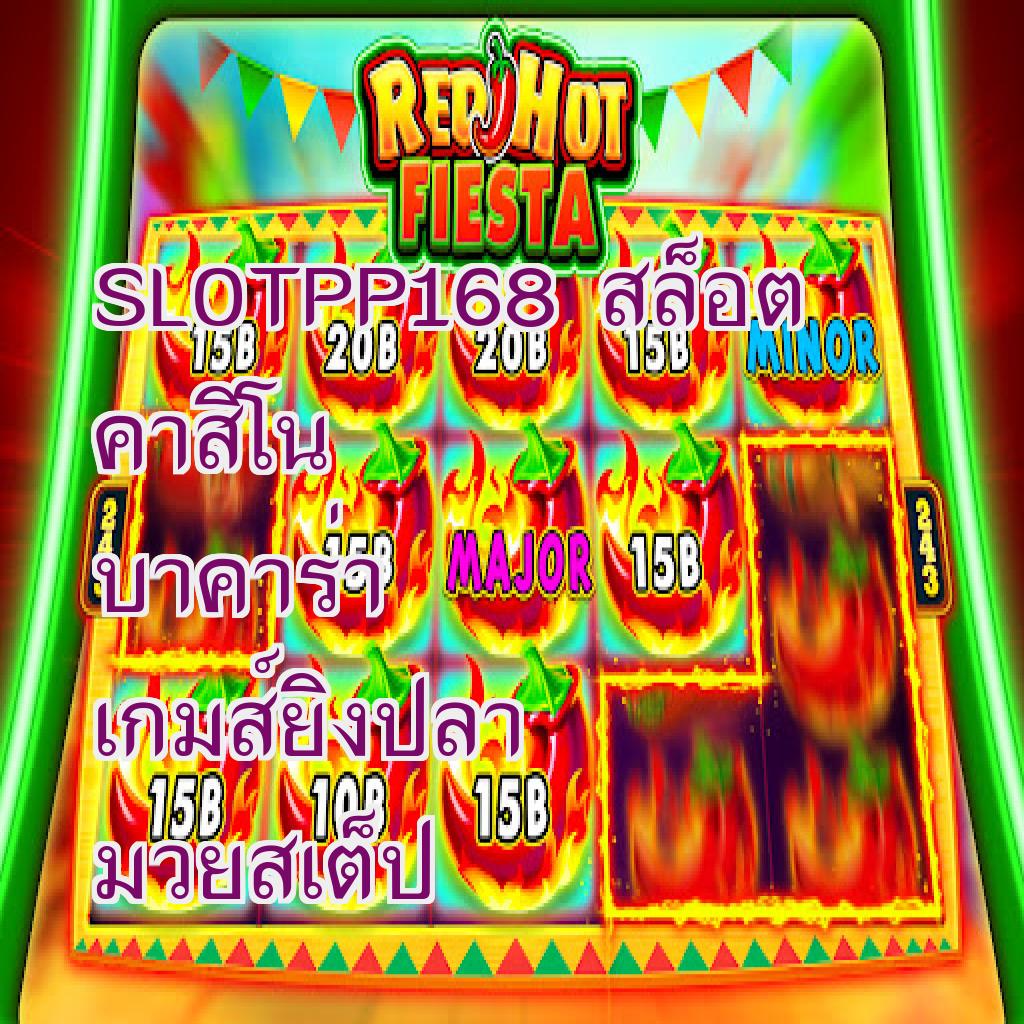 RED HOT
FIESTA
SLOTPP168 สล็อต
15B 20B 20B 15B MINOR
คาสิโน
243
243
15B MAJOR 15B
บาคาร่า
เกมส์ยิงปลา
15B 10B 15B
มวยสเต็ป